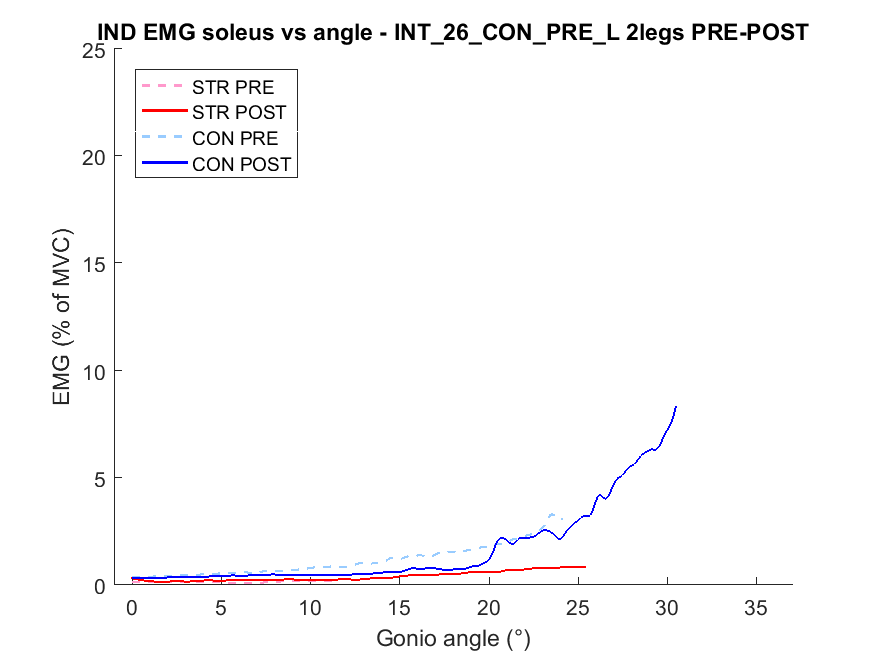 IND EMG soleus vs angle - INT_26_CON_PRE_L 2legs PRE-POST
25
20
15
10
5
0
EMG (% of MVC)
STR PRE
STR POST
CON PRE
CON POST
0 5 10 15 20 25 30 35
Gonio angle (°)